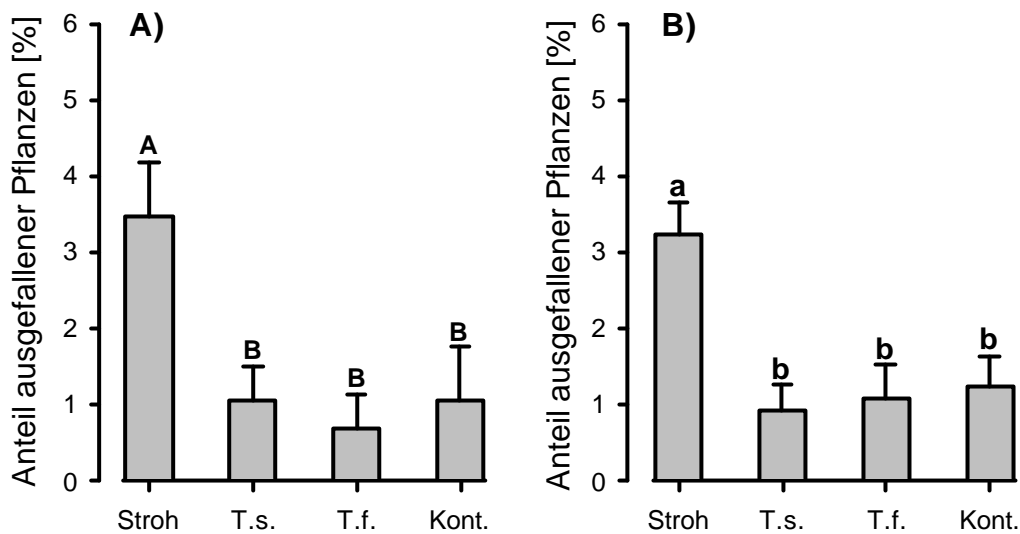 A)
Anteil ausgefallener Pflanzen [%]
6
5
4
3
2
1
0
A
B
B
B
Stroh T.s. T.f. Kont.
B)
Anteil ausgefallener Pflanzen [%]
6
5
4
3
2
1
0
a
b
b
b
Stroh T.s. T.f. Kont.